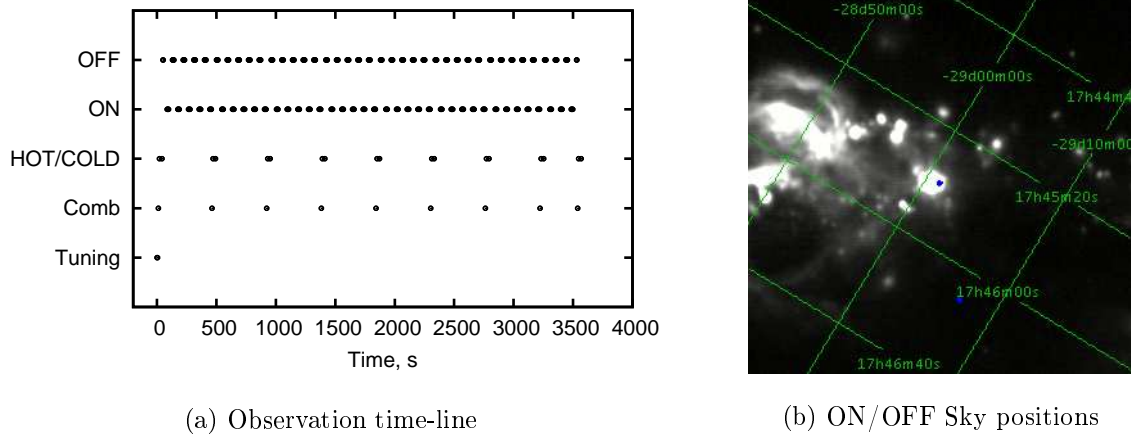 OFF
ON
HOT/COLD
Comb
Tuning
0 500 1000 1500 2000 2500 3000 3500 4000
Time, s
(a) Observation time-line
-28d50m00s
-29d00m00s
17h44m4
-29d10m00
17h45m20s
17h46m00s
17h46m40s
(b) ON/OFF Sky positions